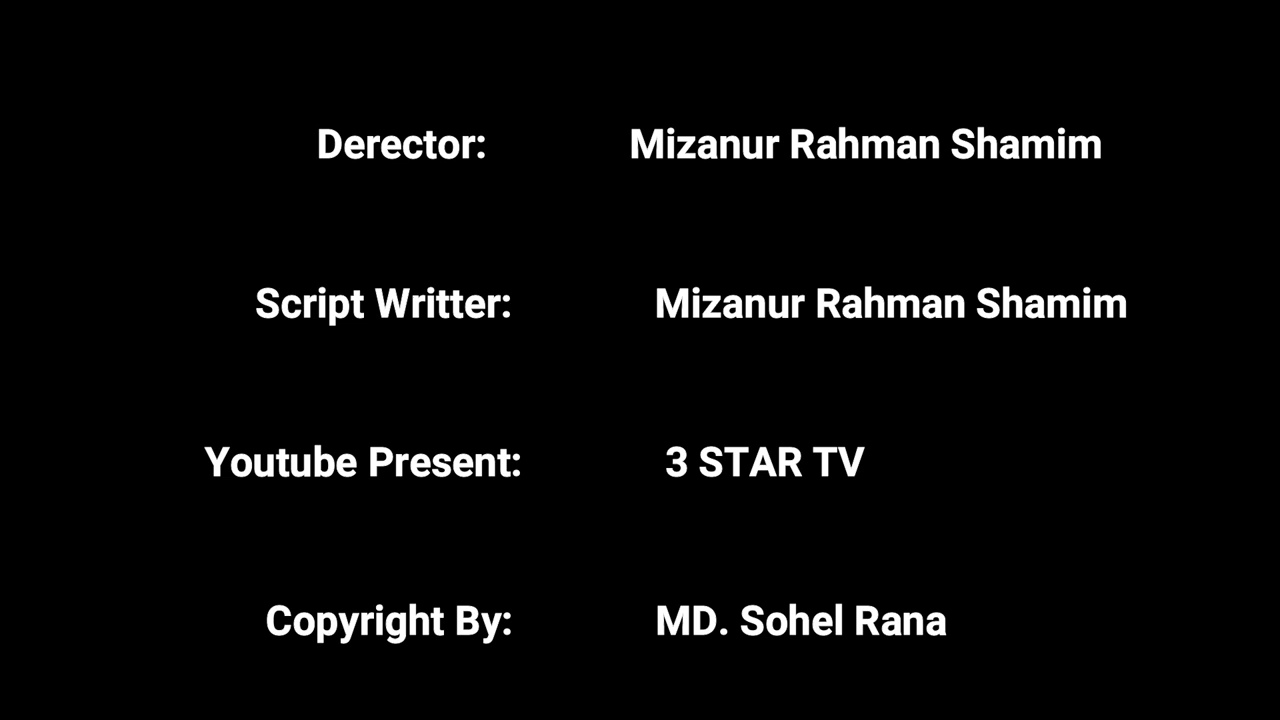 Derector: Mizanur Rahman Shamim
Script Writter: Mizanur Rahman Shamim
Youtube Present: 3 STAR TV
Copyright By: MD. Sohel Rana